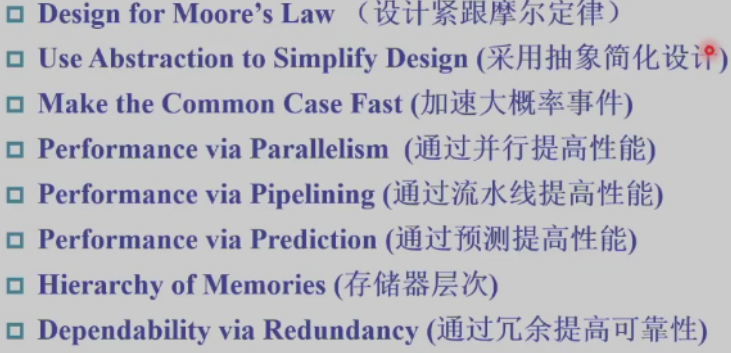 Design for Moore's Law （设计紧跟摩尔定律）
Use Abstraction to Simplify Design (采用抽象简化设计)
Make the Common Case Fast (加速大概率事件)
Performance via Parallelism (通过并行提高性能)
Performance via Pipelining (通过流水线提高性能)
Performance via Prediction (通过预测提高性能)
Hierarchy of Memories (存储器层次)
Dependability via Redundancy (通过冗余提高可靠性)